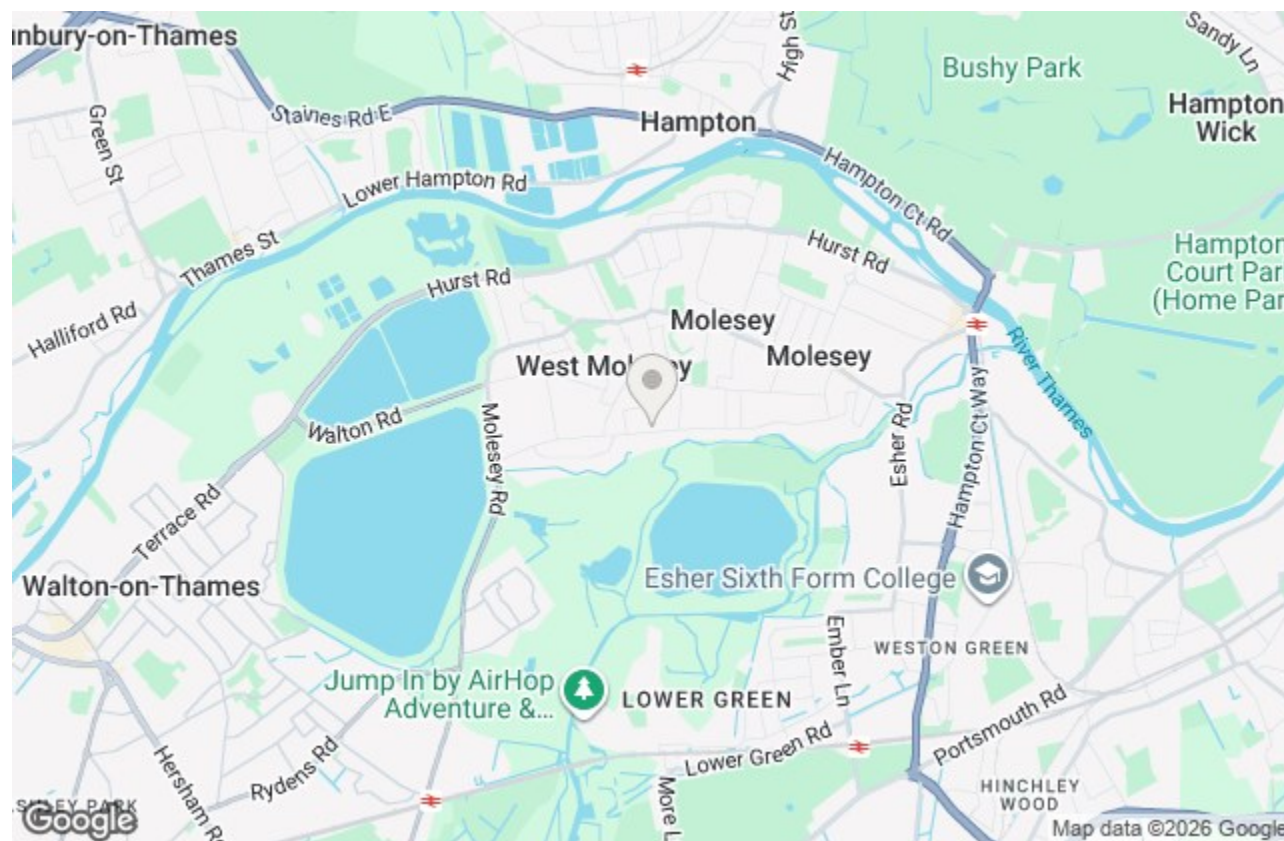 unbury-on-Thames
Sandy Ln
High St
Bushy Park
Green St
Staines Rd E
Hampton
Hampton
Wick
Lower Hampton Rd
Hampton Ct Rd
Thames St
Hurst Rd
Hurst Rd
Hampton
Court Par
(Home Par
Halliford Rd
Molesey
West Mol ey
Molesey
River Thames
Walton Rd
Molesey Rd
Esher Rd
Hampton Ct Way
Terrace Rd
Walton-on-Thames
Esher Sixth Form College
Ember Ln
WESTON GREEN
Jump In by AirHop
Adventure &...
LOWER GREEN
Portsmouth Rd
Lower Green Rd
Rydens Rd
Hersham Rd
More L
HINCHLEY
WOOD
PARK
Google
Map data ©2026 Google